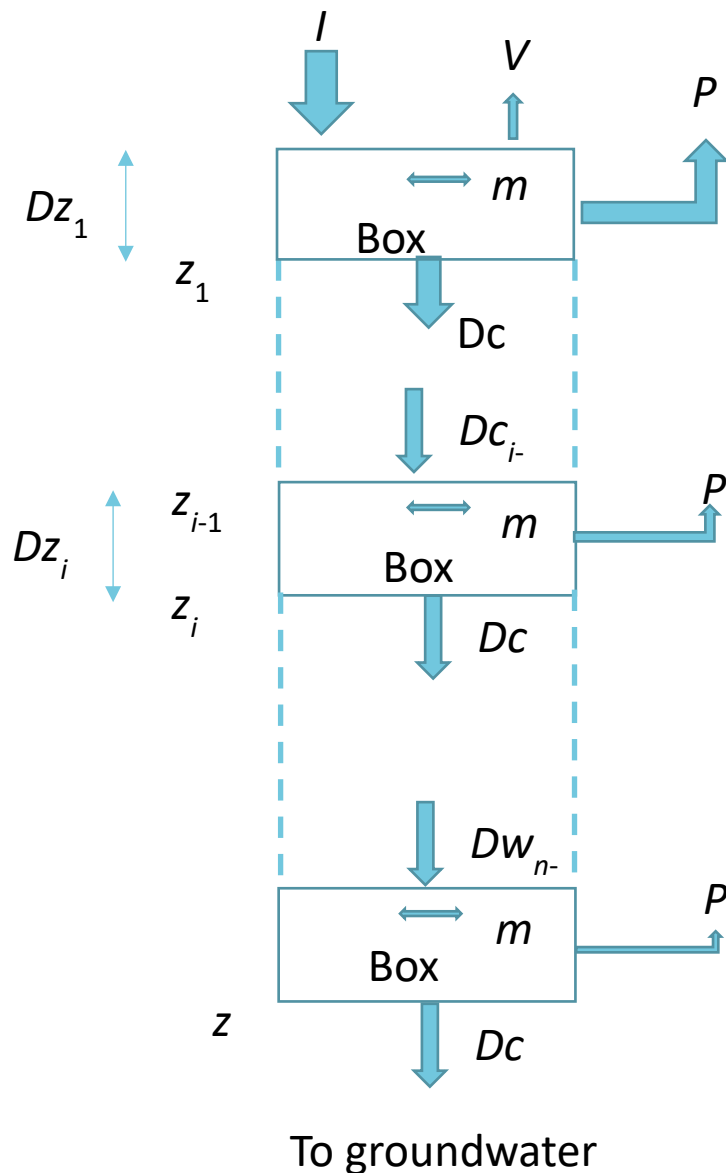 I
V
P
Dz₁
m
Box
z₁
Dc
Dcᵢ₋
zᵢ₋₁
P
Dzᵢ
m
Box
zᵢ
Dc
Dwₙ₋
P
m
Box
z
Dc
To groundwater